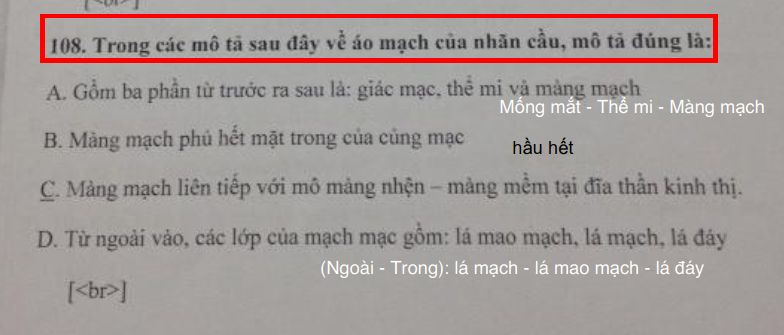 108. Trong các mô tả sau đây về áo mạch của nhãn cầu, mô tả đúng là:
A. Gồm ba phần từ trước ra sau là: giác mạc, thể mi và màng mạch
Mống mắt - Thể mi - Màng mạch
B. Màng mạch phủ hết mặt trong của củng mạc
hầu hết
C. Màng mạch liên tiếp với mô màng nhện – màng mềm tại đĩa thần kinh thị.
D. Từ ngoài vào, các lớp của mạch mạc gồm: lá mao mạch, lá mạch, lá đáy
(Ngoài - Trong): lá mạch - lá mao mạch - lá đáy
[<br>]